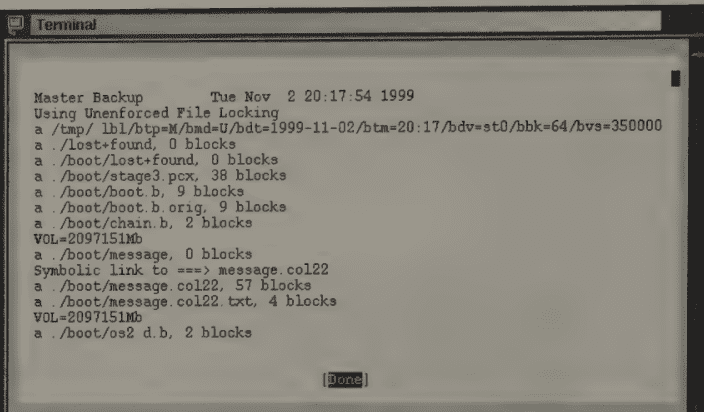 Terminal
Master Backup Tue Nov 2 20:17:54 1999
Using Unenforced File Locking
a /tmp/ lbl/btp=M/bmd=U/bdt=1999-11-02/btm=20:17/bdv=st0/bbk=64/bvs=350000
a ./lost+found, 0 blocks
a ./boot/lost+found, 0 blocks
a ./boot/stage3.pcx, 38 blocks
a ./boot/boot.b, 9 blocks
a ./boot/boot.b.orig, 9 blocks
a ./boot/chain.b, 2 blocks
VOL=2097151Mb
a ./boot/message, 0 blocks
Symbolic link to ===> message.col22
a ./boot/message.col22, 57 blocks
a ./boot/message.col22.txt, 4 blocks
VOL=2097151Mb
a ./boot/os2 d.b, 2 blocks
[Done]